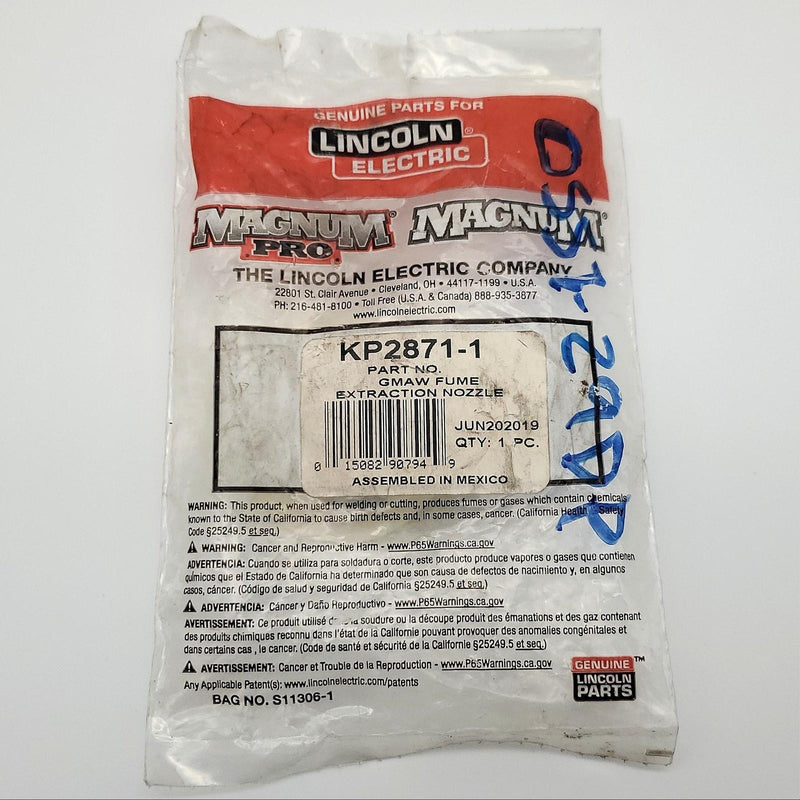 GENUINE PARTS FOR
LINCOLN®
ELECTRIC
MAGNUM® PRO
MAGNUM®
THE LINCOLN ELECTRIC COMPANY
22801 St. Clair Avenue • Cleveland, OH • 44117-1199 • U.S.A.
PH: 216-481-8100 • Toll Free (U.S.A. & Canada) 888-935-3877
www.lincolnelectric.com
KP2871-1
PART NO.
GMAW FUME
EXTRACTION NOZZLE
JUN202019
QTY: 1 PC.
0 15082 90794 9
ASSEMBLED IN MEXICO
WARNING: This product, when used for welding or cutting, produces fumes or gases which contain chemicals
known to the State of California to cause birth defects and, in some cases, cancer. (California Health & Safety
Code §25249.5 et seq.)
⚠ WARNING: Cancer and Reproductive Harm - www.P65Warnings.ca.gov
ADVERTENCIA: Cuando se utiliza para soldadura o corte, este producto produce vapores o gases que contienen
químicos que el Estado de California ha determinado que son causa de defectos de nacimiento y, en algunos
casos, cáncer. (Código de salud y seguridad de California §25249.5 et seq.)
⚠ ADVERTENCIA: Cáncer y Daño Reproductivo - www.P65Warnings.ca.gov
AVERTISSEMENT: Ce produit utilisé la soudure ou la découpe produit des émanations et des gaz contenant
des produits chimiques reconnu dans l'état de la Californie pouvant provoquer des anomalies congénitales et
dans certains cas , le cancer. (Code de santé et sécurité de la Californie §25249.5 et seq.)
⚠ AVERTISSEMENT: Cancer et Trouble de la Reproduction - www.P65Warnings.ca.gov
Any Applicable Patent(s): www.lincolnelectric.com/patents
BAG NO. S11306-1
GENUINE™
LINCOLN
PARTS